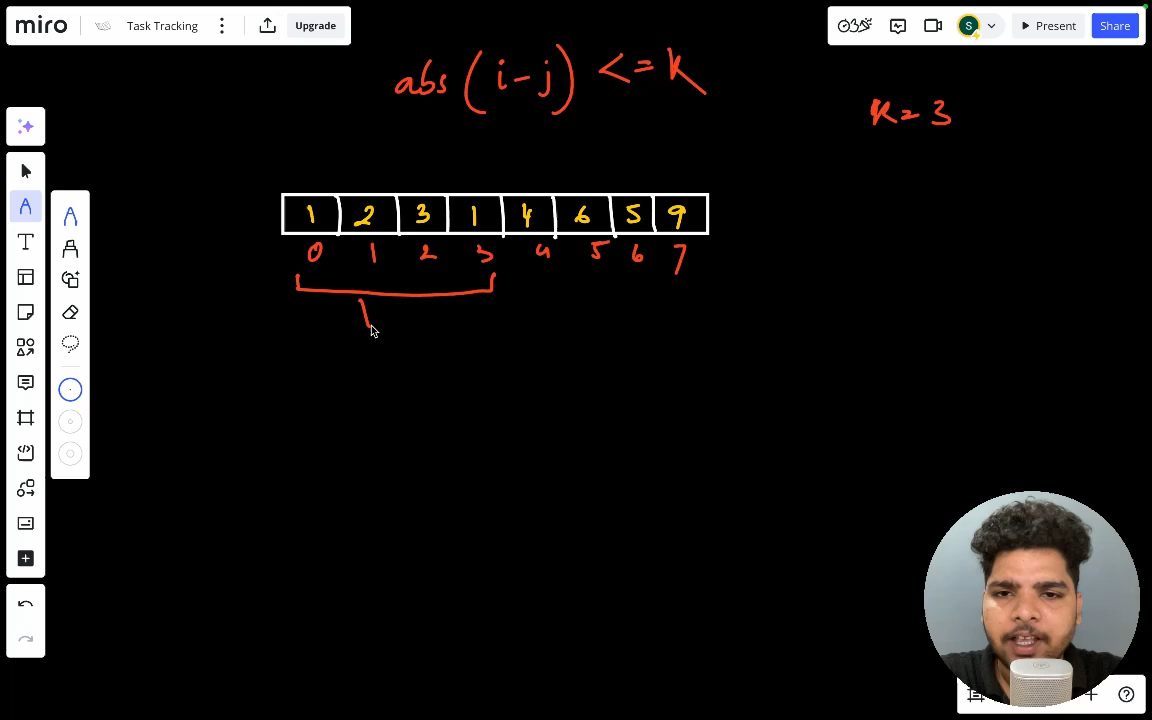 miro Task Tracking Upgrade
S Present Share
abs (i-j) <= K
K = 3
1 2 3 1 4 6 5 9
0 1 2 3 4 5 6 7